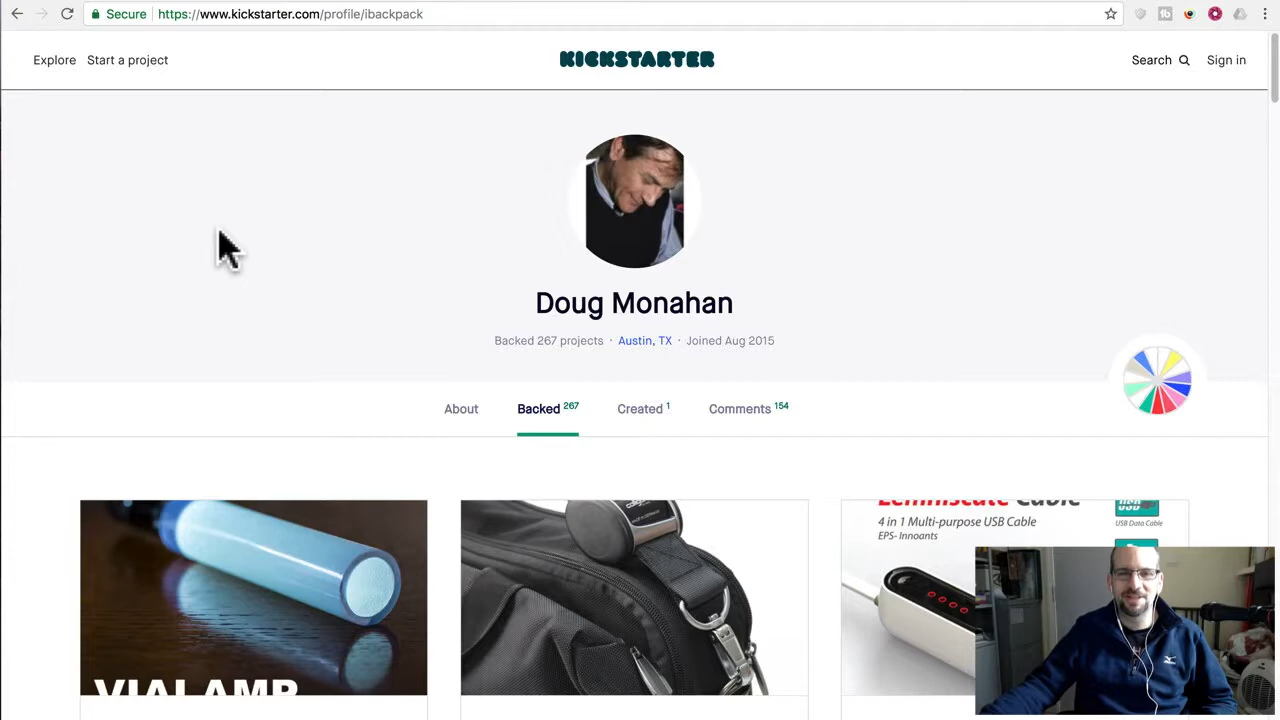 Secure https://www.kickstarter.com/profile/ibackpack
Explore Start a project KICKSTARTER Search Sign in
Doug Monahan
Backed 267 projects · Austin, TX · Joined Aug 2015
About Backed 267 Created 1 Comments 154
VIALAMP
Lemniscate Cable
4 in 1 Multi-purpose USB Cable
EPS- Innoants
USB Data Cable